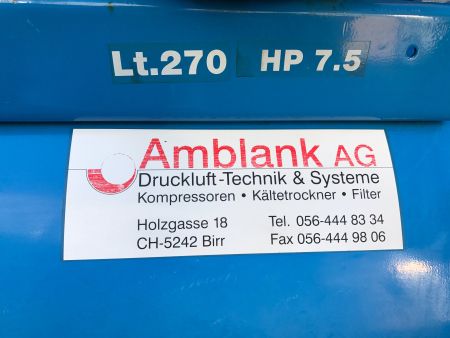 Lt.270 HP 7.5
Amblank AG
Druckluft-Technik & Systeme
Kompressoren • Kältetrockner • Filter
Holzgasse 18 Tel. 056-444 83 34
CH-5242 Birr Fax 056-444 98 06